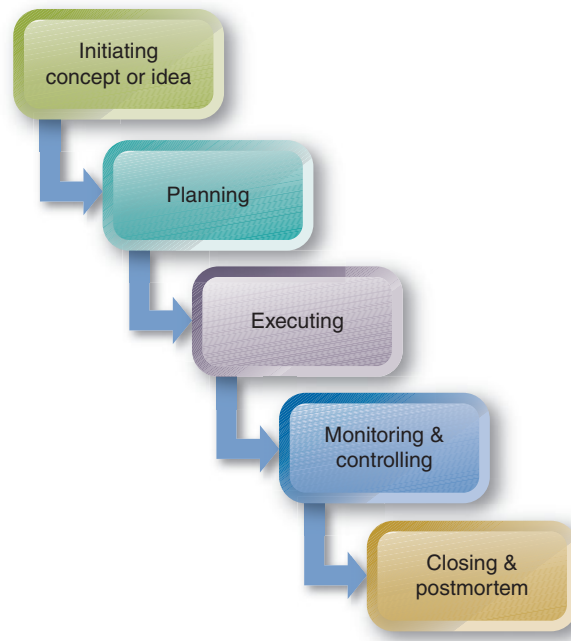 Initiating
concept or idea
Planning
Executing
Monitoring &
controlling
Closing &
postmortem